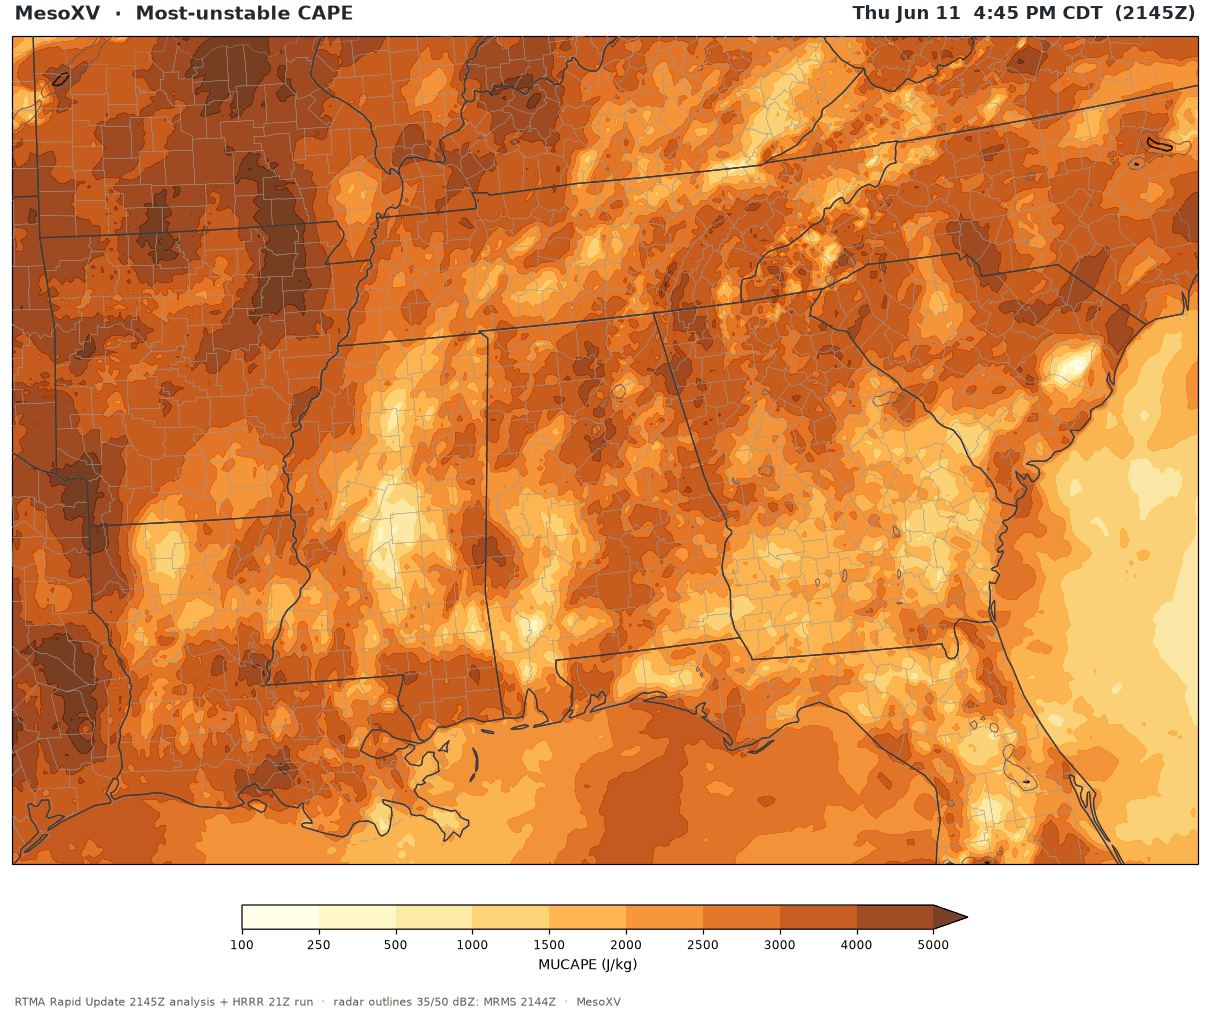 MesoXV · Most-unstable CAPE
Thu Jun 11 4:45 PM CDT (2145Z)
100 250 500 1000 1500 2000 2500 3000 4000 5000
MUCAPE (J/kg)
RTMA Rapid Update 2145Z analysis + HRRR 21Z run · radar outlines 35/50 dBZ: MRMS 2144Z · MesoXV